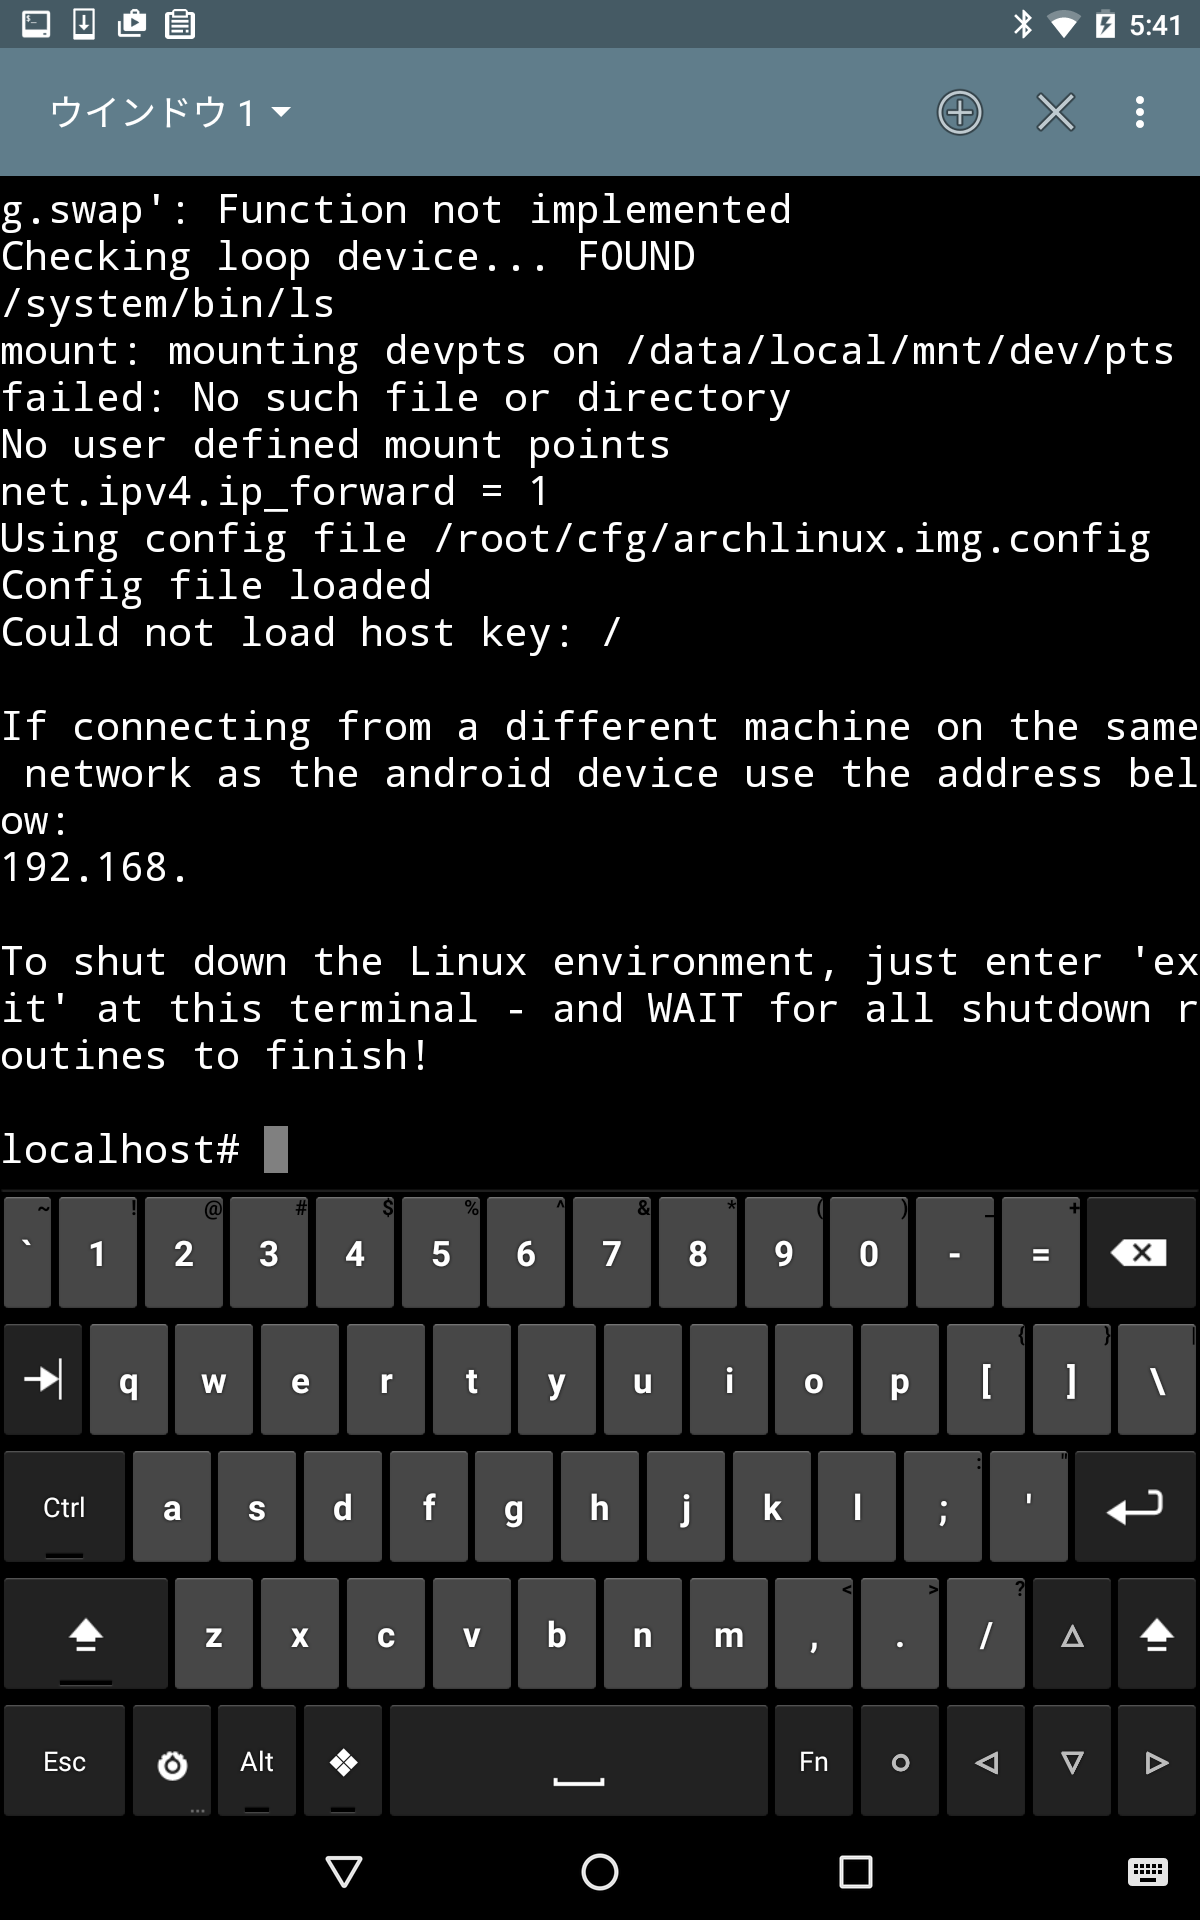 5:41
ウインドウ 1
g.swap': Function not implemented
Checking loop device... FOUND
/system/bin/ls
mount: mounting devpts on /data/local/mnt/dev/pts
failed: No such file or directory
No user defined mount points
net.ipv4.ip_forward = 1
Using config file /root/cfg/archlinux.img.config
Config file loaded
Could not load host key: /
If connecting from a different machine on the same
 network as the android device use the address bel
ow:
192.168.
To shut down the Linux environment, just enter 'ex
it' at this terminal - and WAIT for all shutdown r
outines to finish!
localhost#
~ ! @ # $ % ^ & * ( ) _ +
` 1 2 3 4 5 6 7 8 9 0 - =
{ } |
q w e r t y u i o p [ ] \
: "
Ctrl a s d f g h j k l ; '
< > ?
z x c v b n m , . /
Esc Alt Fn
...